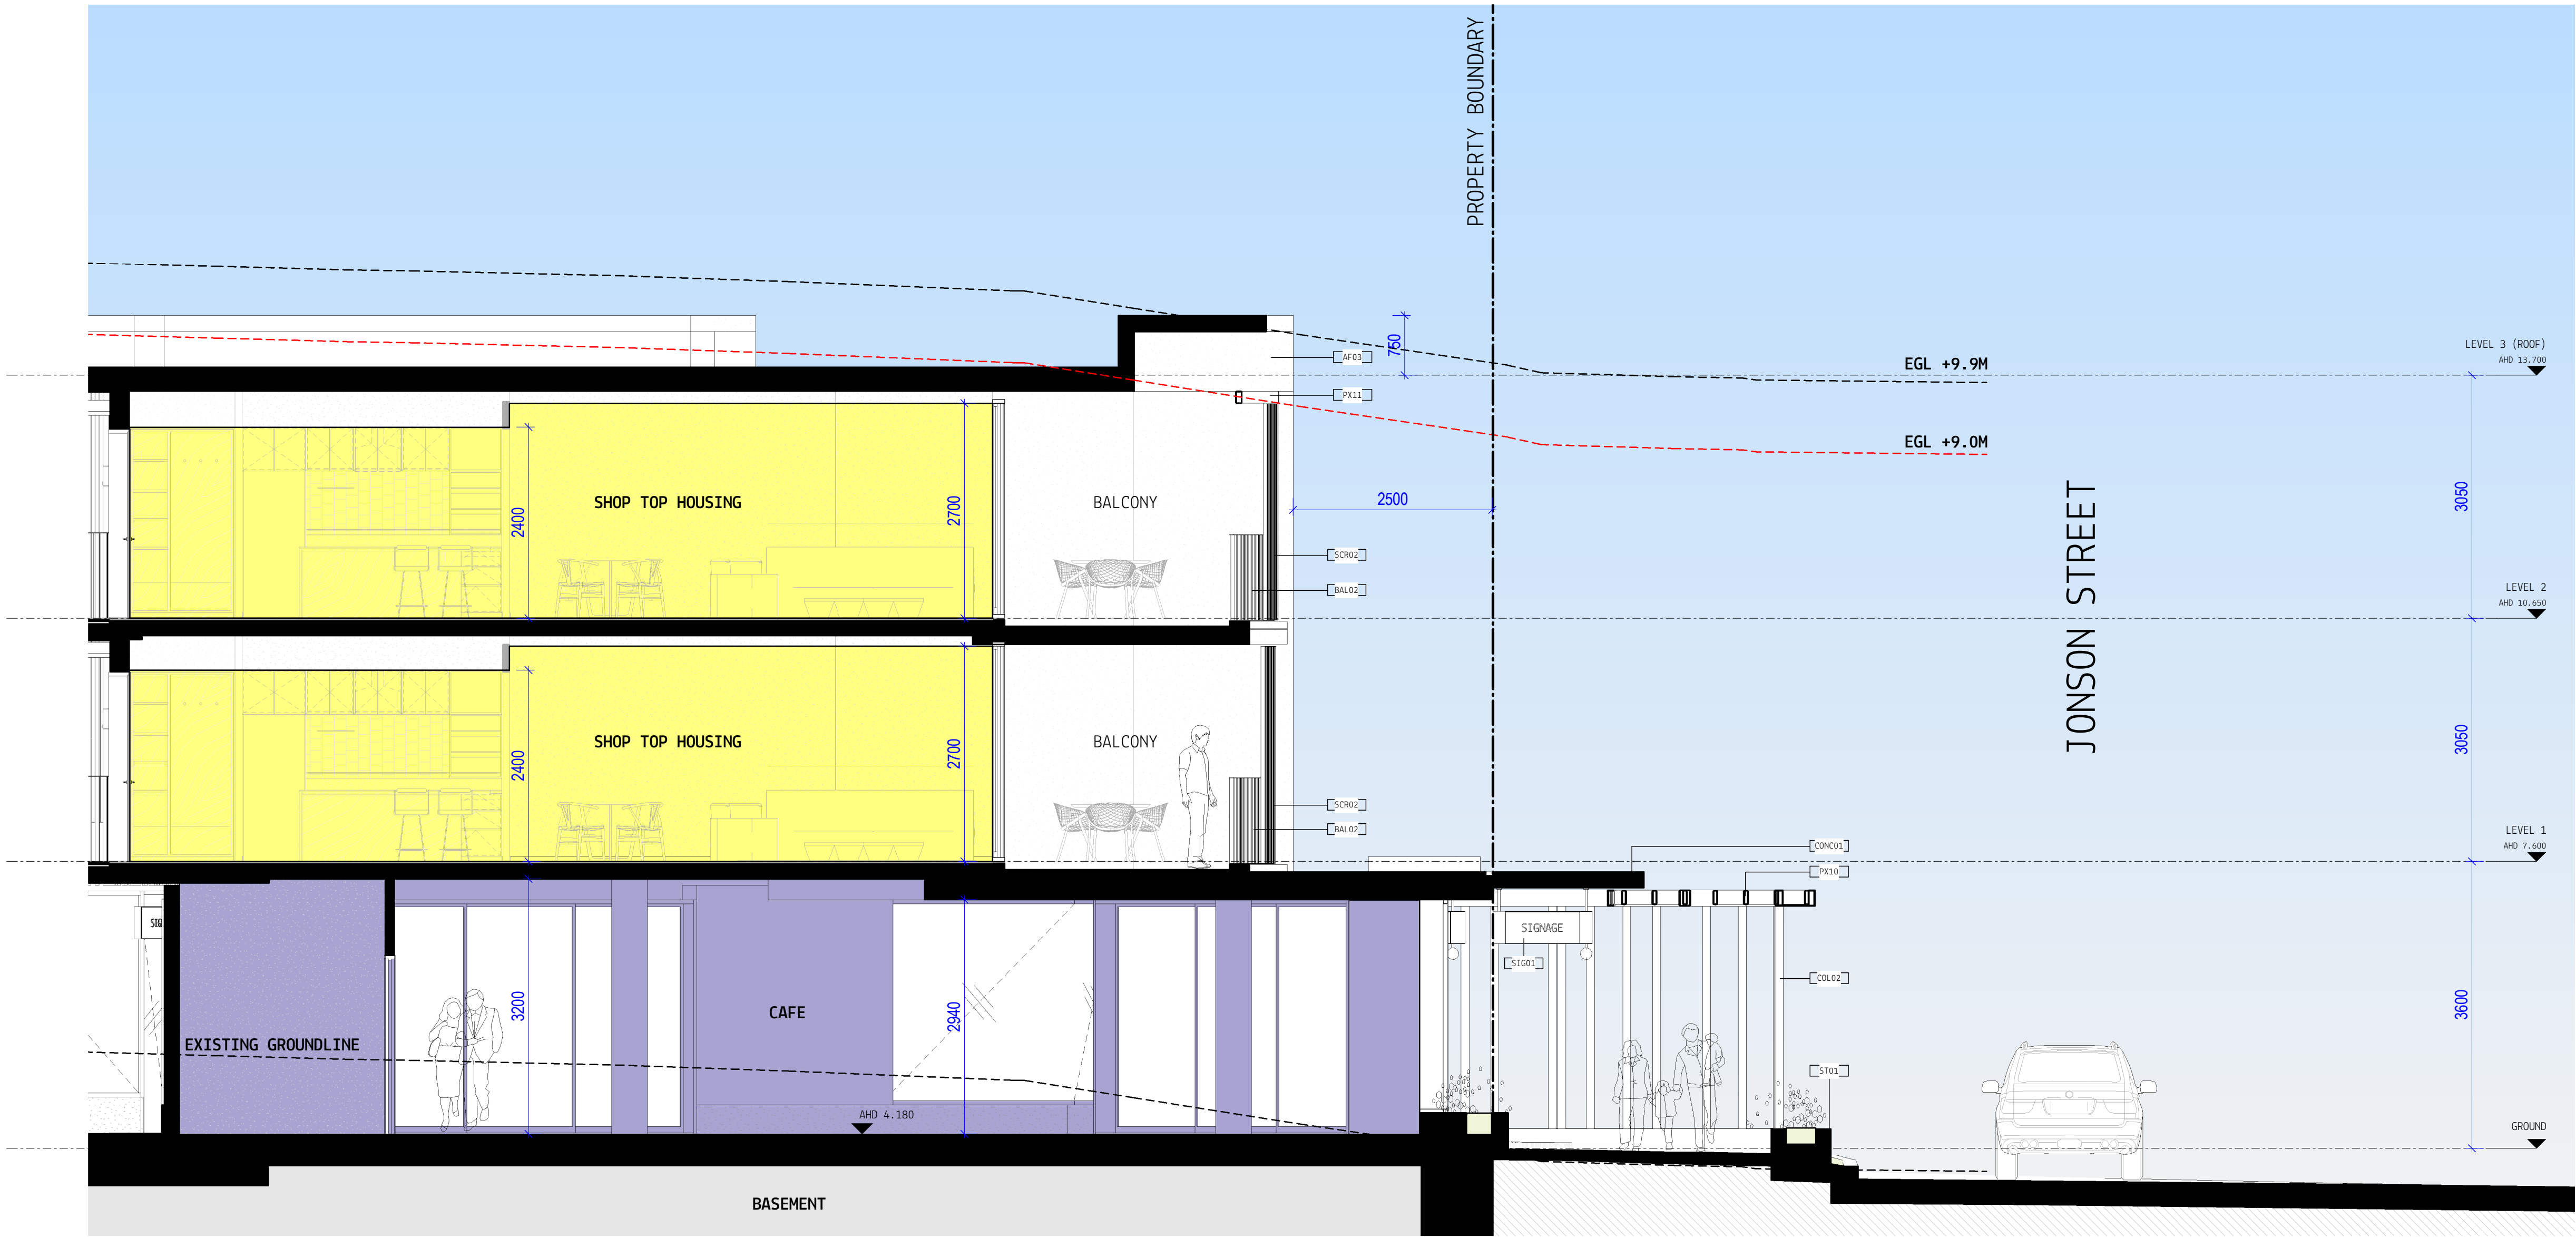 PROPERTY BOUNDARY
LEVEL 3 (ROOF)
AHD 13.700
750
AF03
EGL +9.9M
PX11
EGL +9.0M
SHOP TOP HOUSING
2400
2700
BALCONY
2500
3050
JONSON STREET
SCR02
BAL02
LEVEL 2
AHD 10.650
SHOP TOP HOUSING
2400
2700
BALCONY
3050
SCR02
BAL02
LEVEL 1
AHD 7.600
CONC01
PX10
SIG
SIGNAGE
SIG01
COL02
3200
CAFE
2940
3600
EXISTING GROUNDLINE
ST01
AHD 4.180
GROUND
BASEMENT